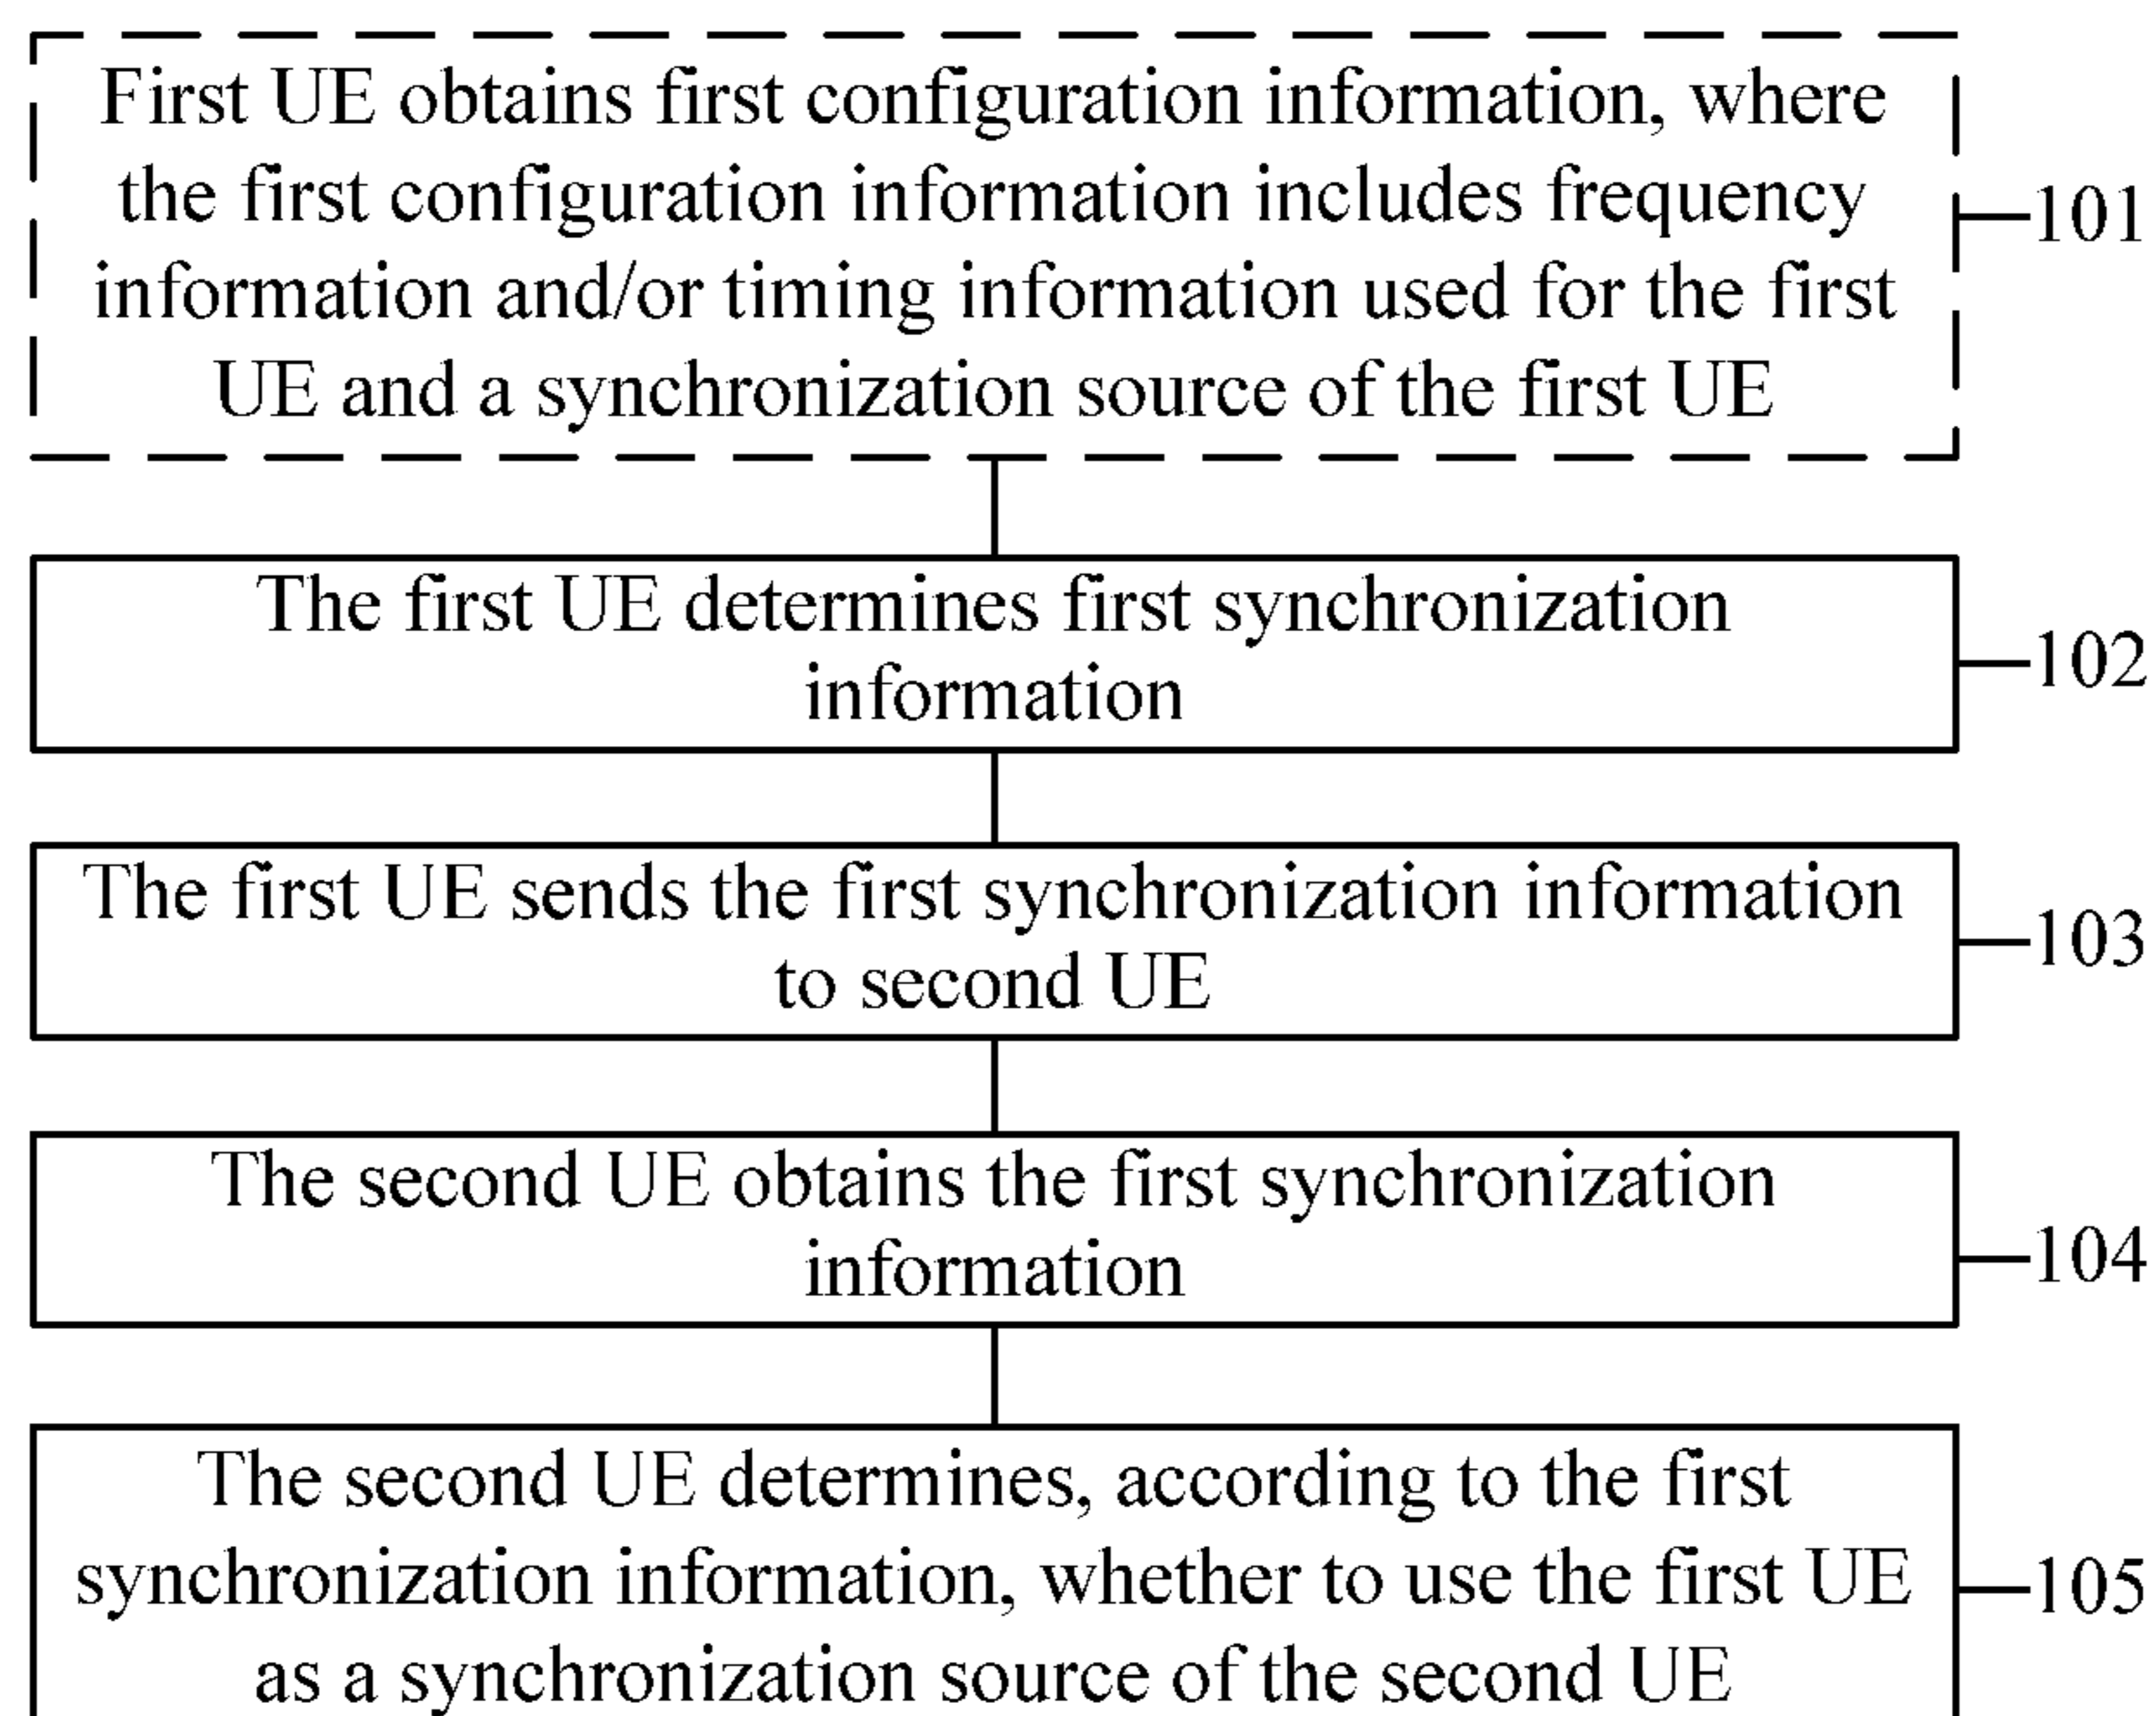 First UE obtains first configuration information, where
the first configuration information includes frequency
information and/or timing information used for the first
UE and a synchronization source of the first UE
101
The first UE determines first synchronization
information
102
The first UE sends the first synchronization information
to second UE
103
The second UE obtains the first synchronization
information
104
The second UE determines, according to the first
synchronization information, whether to use the first UE
as a synchronization source of the second UE
105